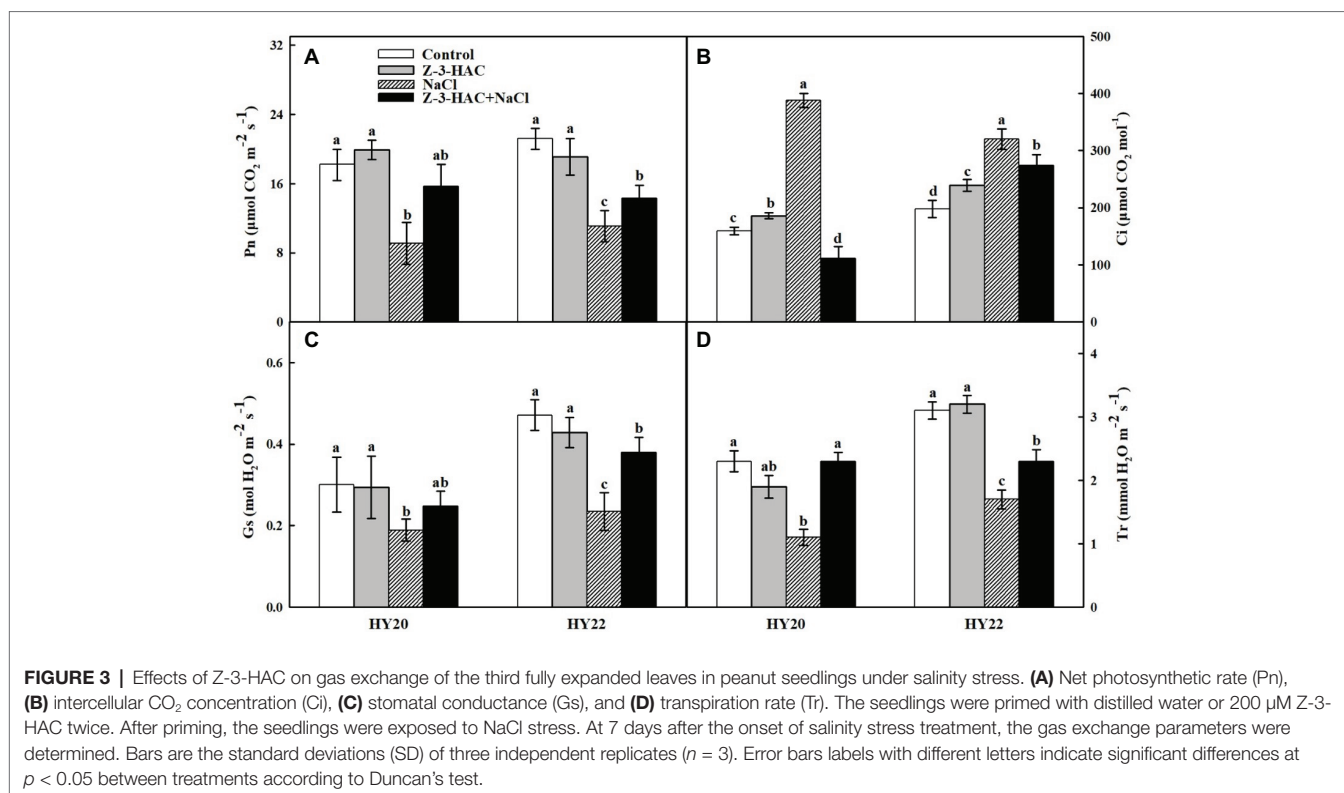 A
Control
Z-3-HAC
NaCl
Z-3-HAC+NaCl
Pn (µmol CO₂ m⁻² s⁻¹)
32
24
16
8
0
a
a
b
ab
a
a
c
b
B
Ci (µmol CO₂ mol⁻¹)
500
400
300
200
100
0
c
b
a
d
d
c
a
b
C
Gs (mol H₂O m⁻² s⁻¹)
0.6
0.4
0.2
0.0
a
a
b
ab
a
a
c
b
HY20
HY22
D
Tr (mmol H₂O m⁻² s⁻¹)
4
3
2
1
0
a
ab
b
a
a
a
c
b
HY20
HY22
FIGURE 3 | Effects of Z-3-HAC on gas exchange of the third fully expanded leaves in peanut seedlings under salinity stress. (A) Net photosynthetic rate (Pn),
(B) intercellular CO₂ concentration (Ci), (C) stomatal conductance (Gs), and (D) transpiration rate (Tr). The seedlings were primed with distilled water or 200 µM Z-3-
HAC twice. After priming, the seedlings were exposed to NaCl stress. At 7 days after the onset of salinity stress treatment, the gas exchange parameters were
determined. Bars are the standard deviations (SD) of three independent replicates (n = 3). Error bars labels with different letters indicate significant differences at
p < 0.05 between treatments according to Duncan's test.